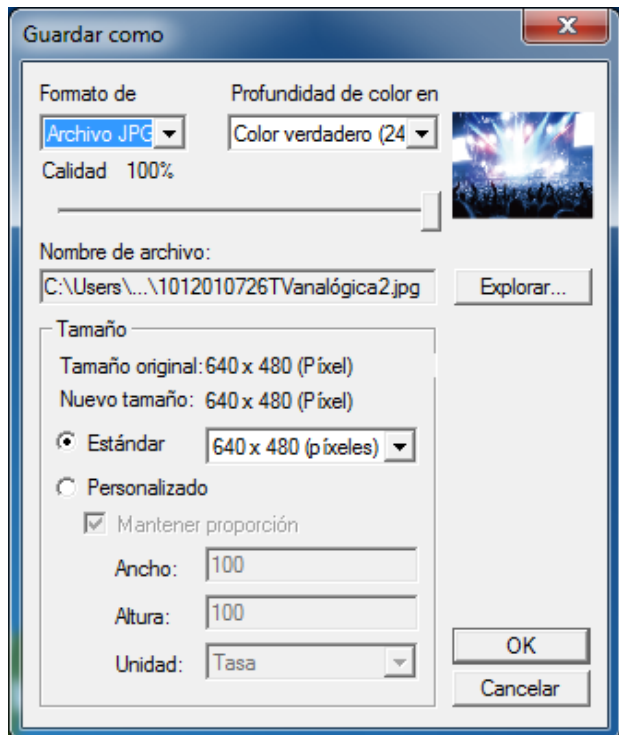 Guardar como
Formato de
Profundidad de color en
Archivo JPG
Color verdadero (24
Calidad 100%
Nombre de archivo:
C:\Users\...\1012010726TVanalógica2.jpg
Explorar...
Tamaño
Tamaño original: 640 x 480 (Píxel)
Nuevo tamaño: 640 x 480 (Píxel)
Estándar
640 x 480 (píxeles)
Personalizado
Mantener proporción
Ancho: 100
Altura: 100
Unidad: Tasa
OK
Cancelar